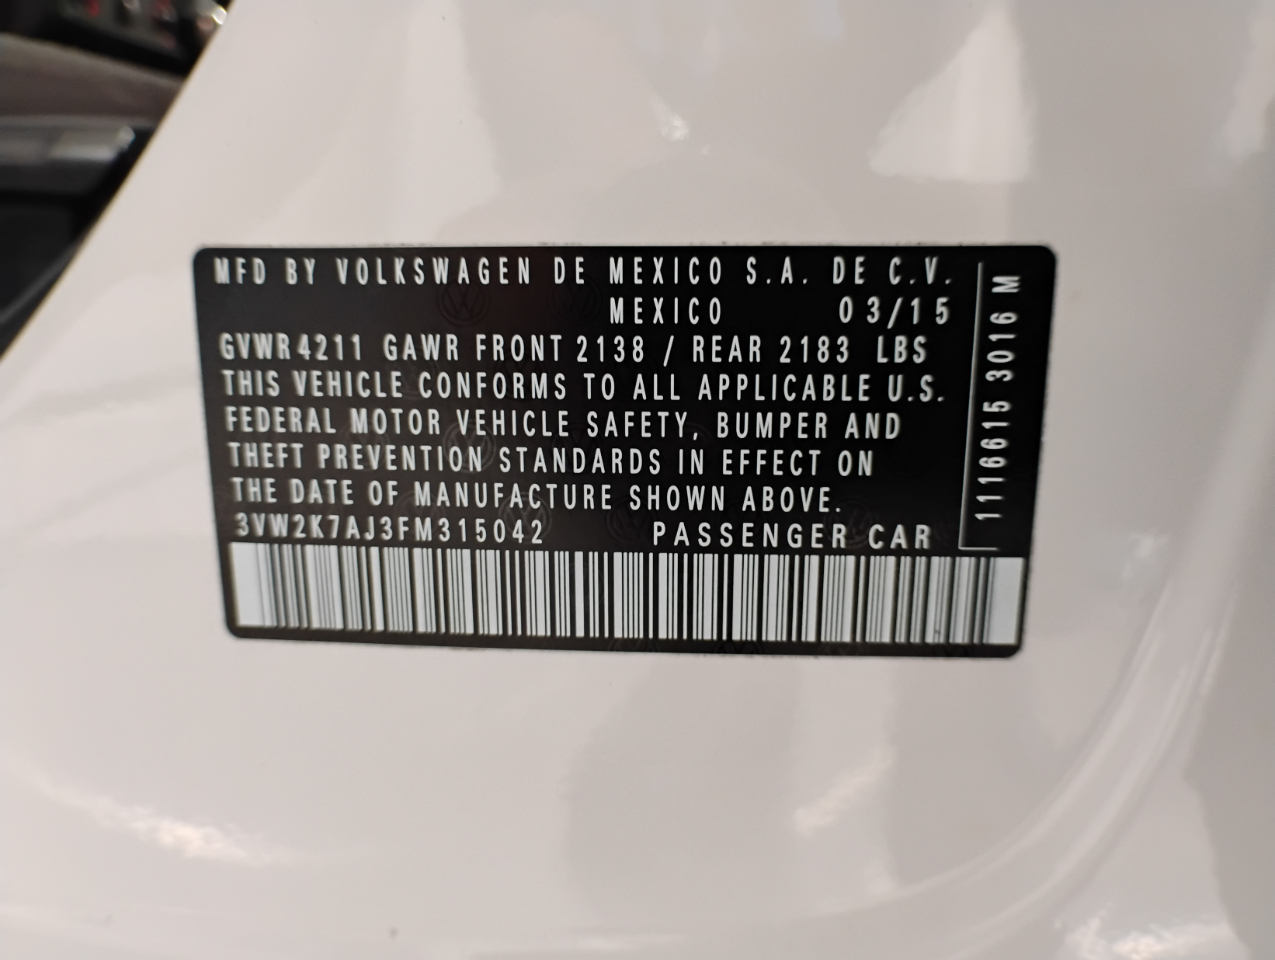 MFD BY VOLKSWAGEN DE MEXICO S.A. DE C.V.
MEXICO 03/15
GVWR 4211 GAWR FRONT 2138 / REAR 2183 LBS
THIS VEHICLE CONFORMS TO ALL APPLICABLE U.S.
FEDERAL MOTOR VEHICLE SAFETY, BUMPER AND
THEFT PREVENTION STANDARDS IN EFFECT ON
THE DATE OF MANUFACTURE SHOWN ABOVE.
3VW2K7AJ3FM315042 PASSENGER CAR
1116615 3016 M